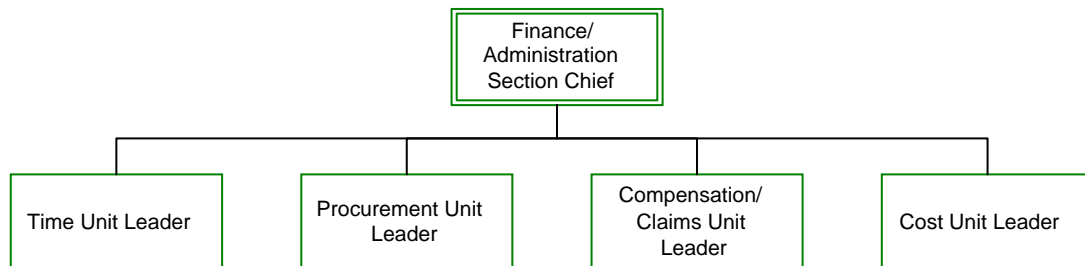 Finance/
Administration
Section Chief
Time Unit Leader
Procurement Unit
Leader
Compensation/
Claims Unit
Leader
Cost Unit Leader